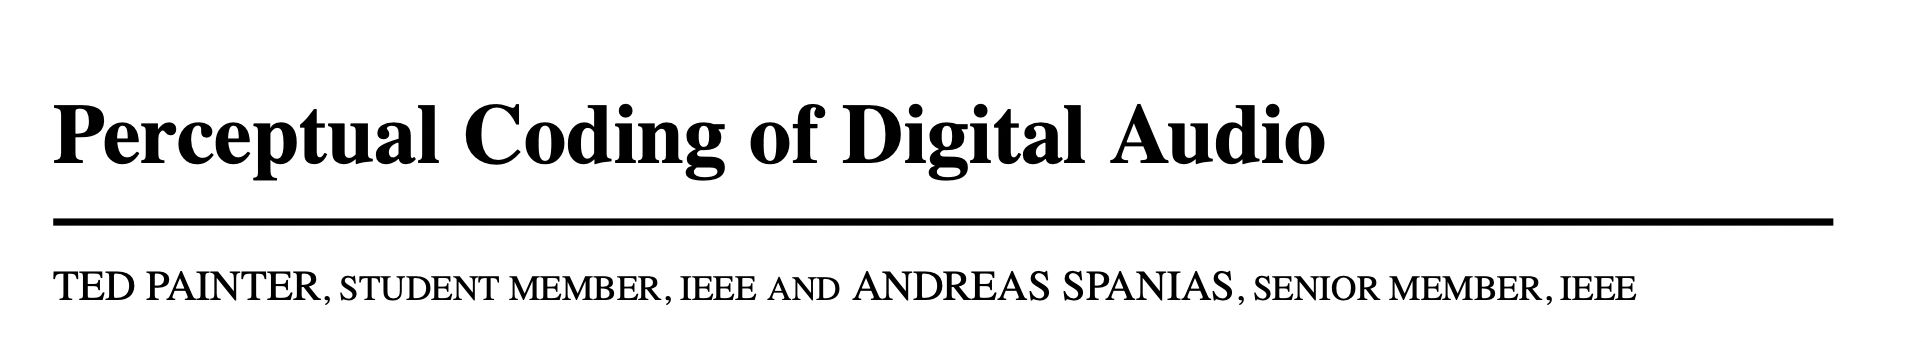 Perceptual Coding of Digital Audio
TED PAINTER, STUDENT MEMBER, IEEE AND ANDREAS SPANIAS, SENIOR MEMBER, IEEE